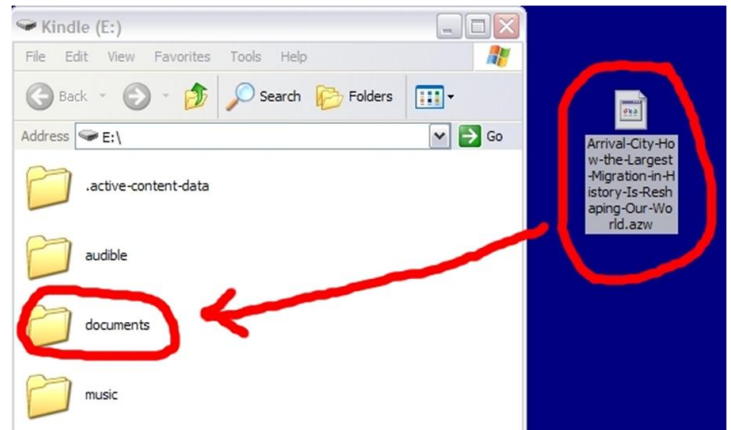 Kindle (E:)
File Edit View Favorites Tools Help
Back Search Folders
Address E:\ Go
.active-content-data
audible
documents
music
Arrival-City-Ho
w-the-Largest
-Migration-in-H
istory-Is-Resh
aping-Our-Wo
rld.azw